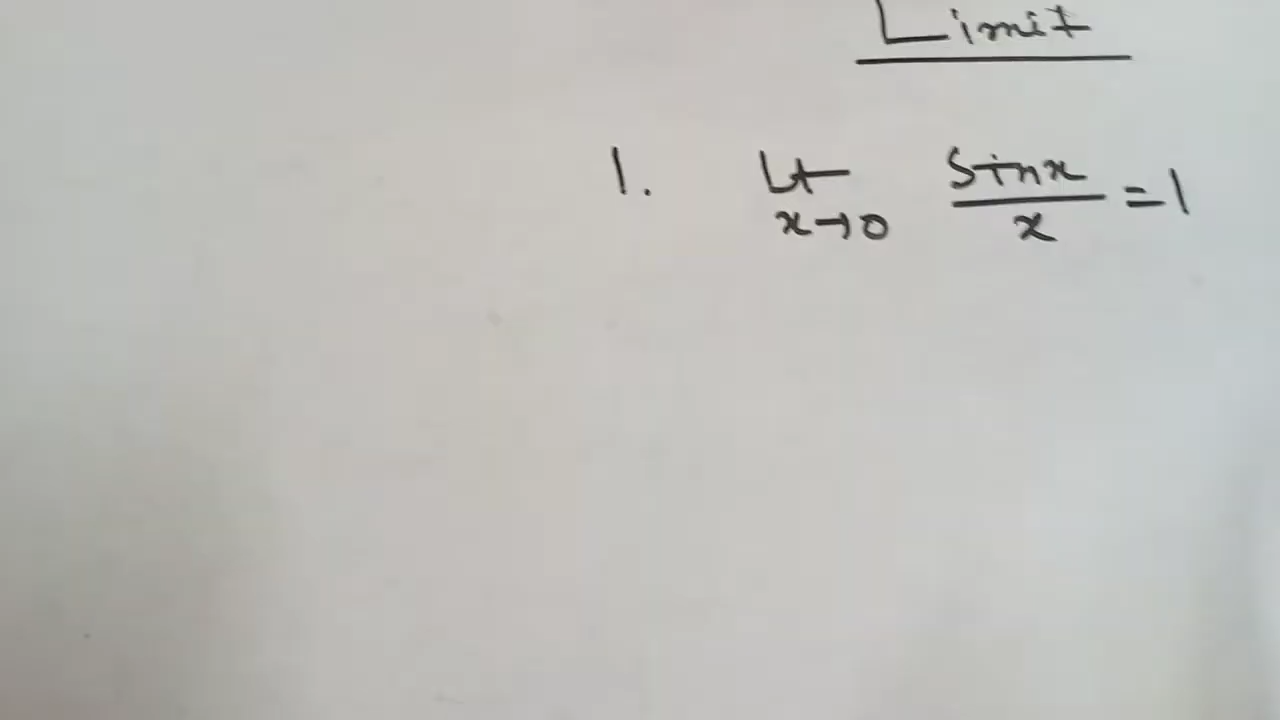 Limit
1. Lt x→0 sinx/x = 1